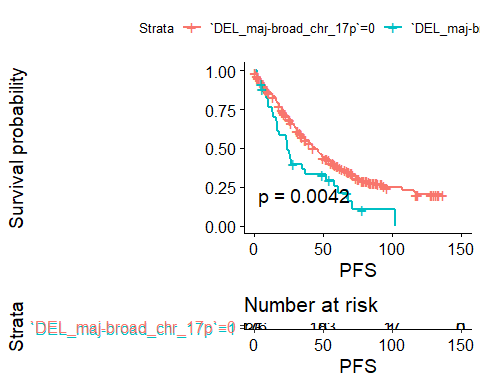 Strata `DEL_maj-broad_chr_17p`=0 `DEL_maj-b
Survival probability
1.00
0.75
0.50
0.25
0.00
p = 0.0042
0 50 100 150
PFS
Number at risk
Strata
`DEL_maj-broad_chr_17p`=
0 50 100 150
PFS